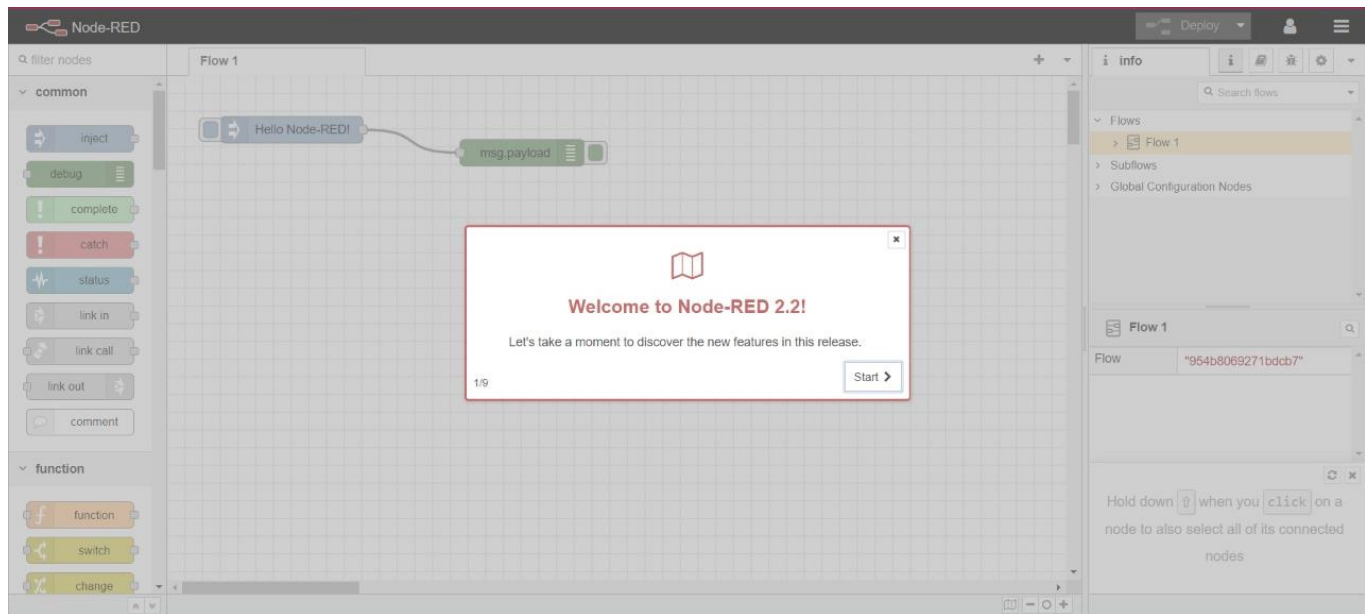 Node-RED
Deploy
filter nodes
Flow 1
common
inject
debug
complete
catch
status
link in
link call
link out
comment
function
function
switch
change
Hello Node-RED!
msg.payload
Welcome to Node-RED 2.2!
Let's take a moment to discover the new features in this release.
1/9
Start
i info
Search flows
Flows
Flow 1
Subflows
Global Configuration Nodes
Flow 1
Flow "954b8069271bdcb7"
Hold down ⇧ when you click on a
node to also select all of its connected
nodes